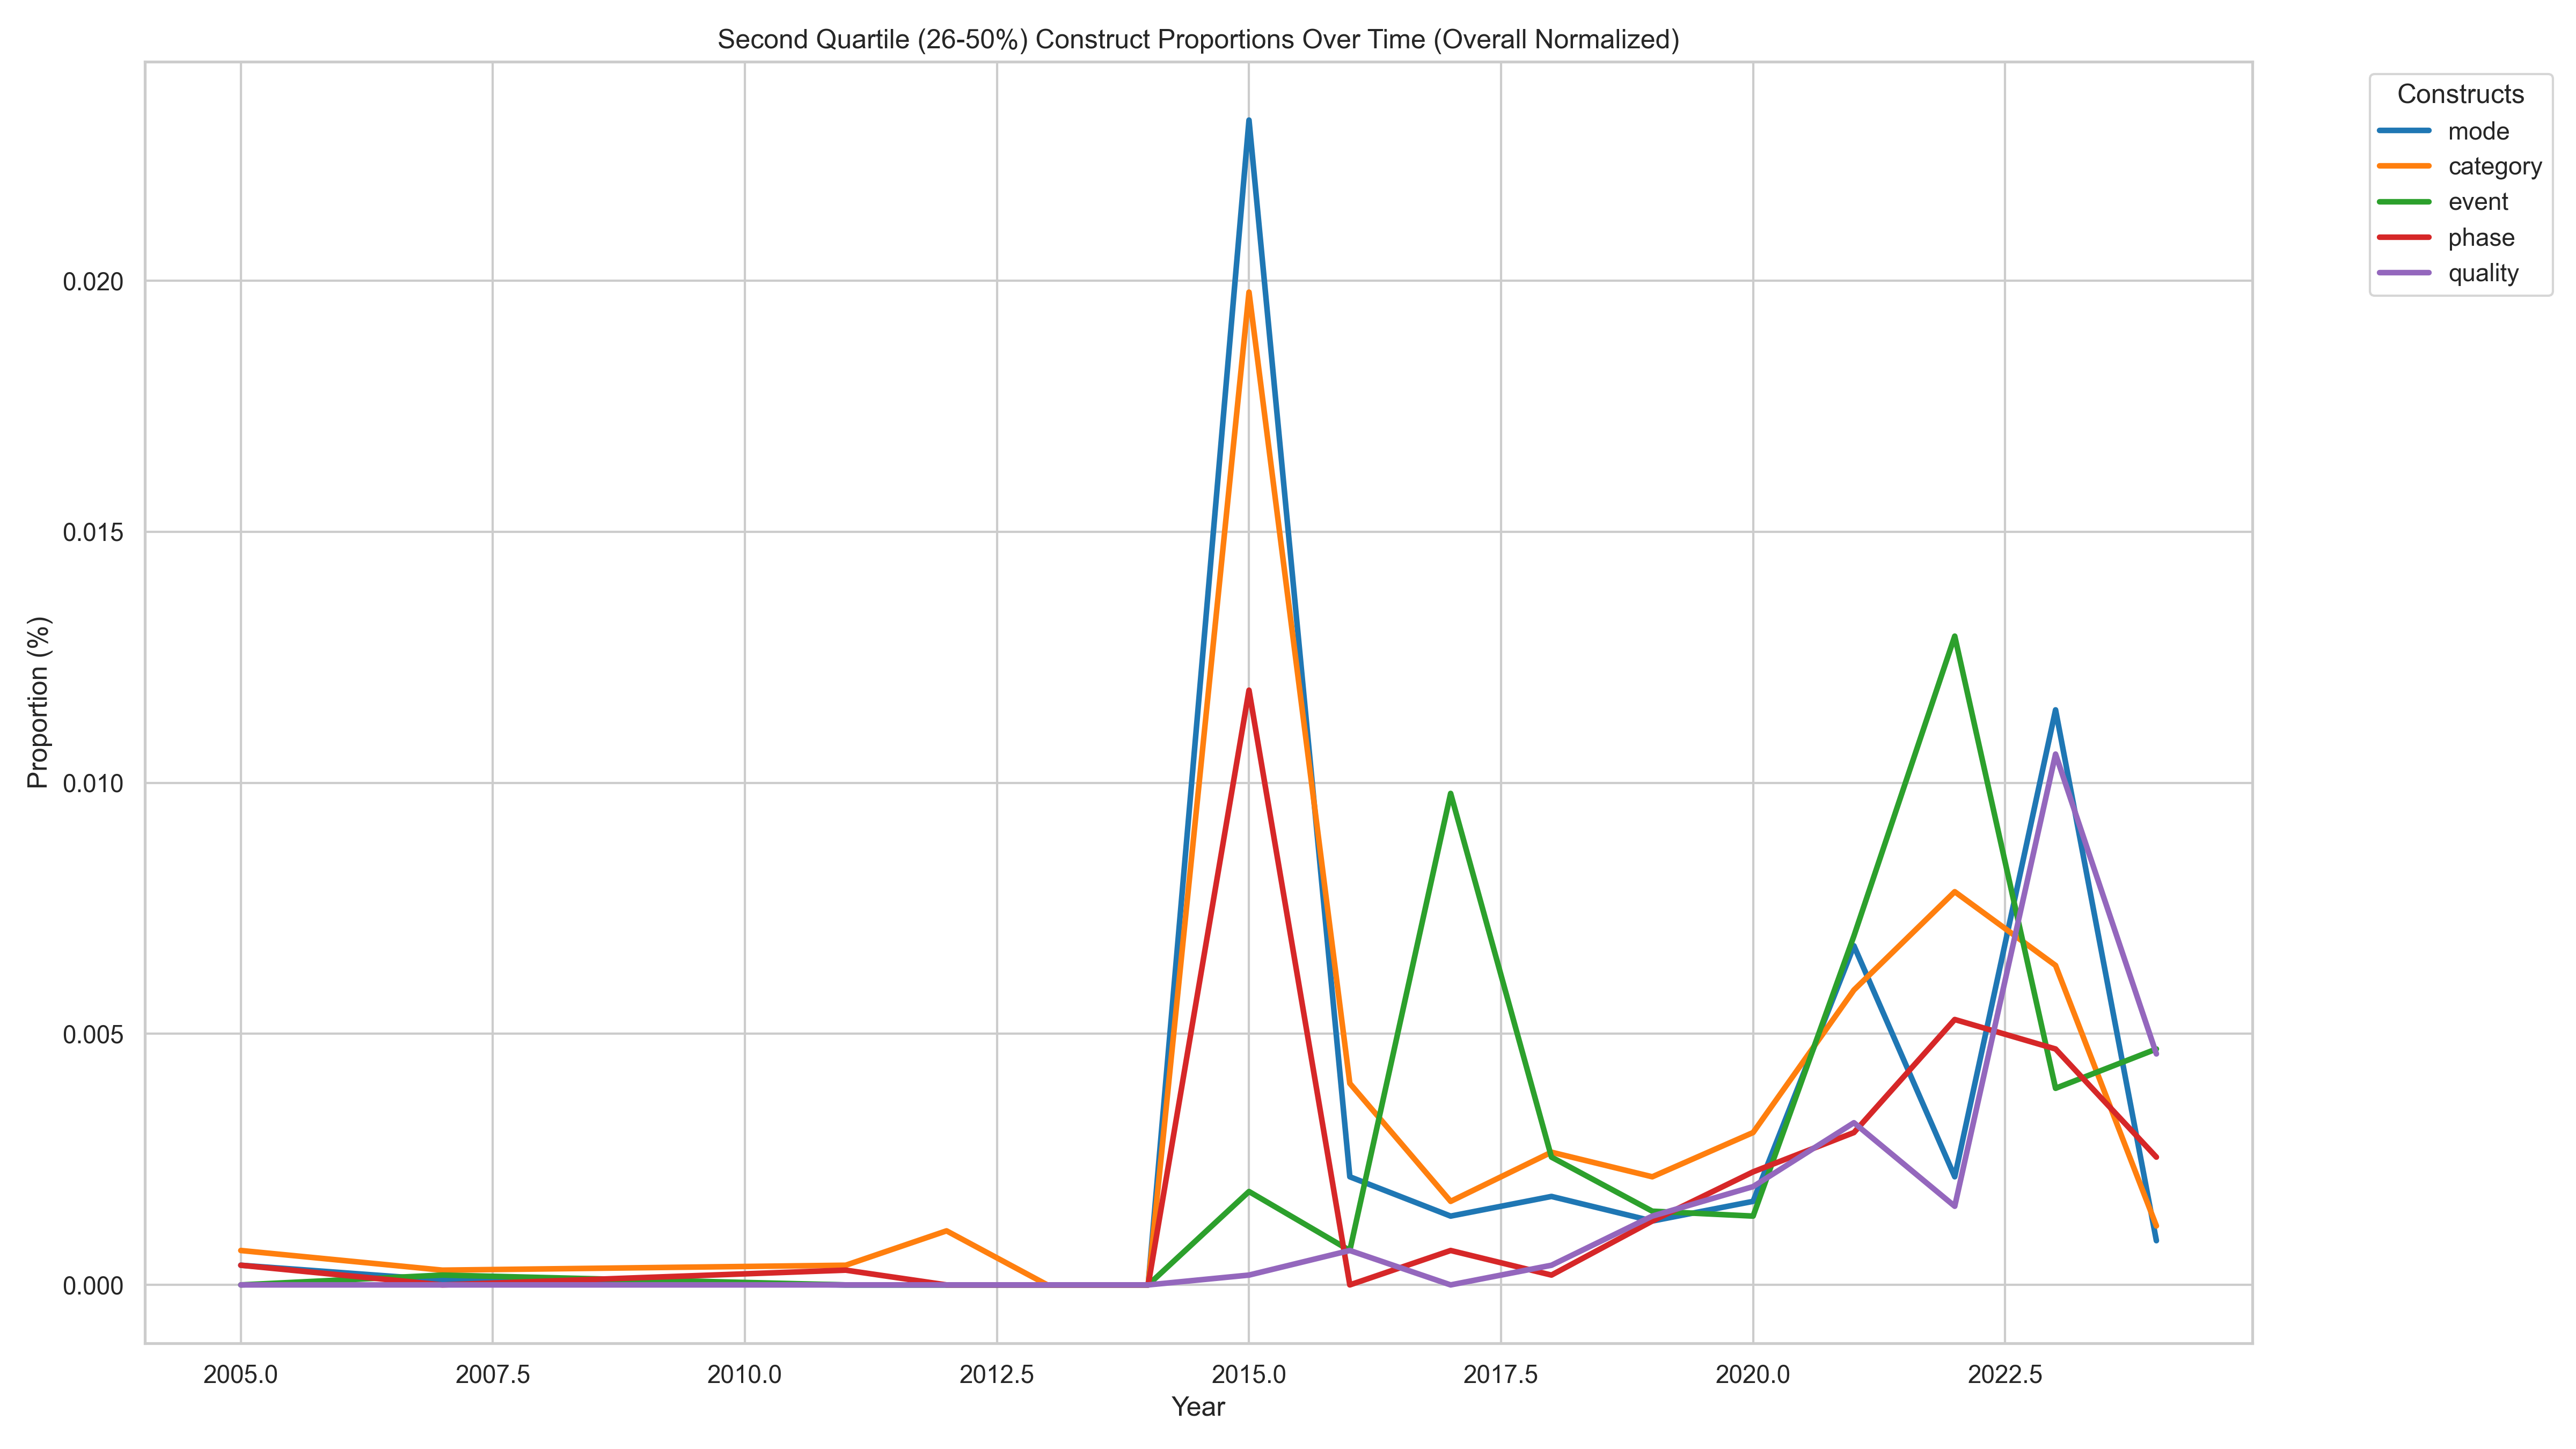 Second Quartile (26-50%) Construct Proportions Over Time (Overall Normalized)
Constructs
mode
category
event
phase
quality
Proportion (%)
0.020
0.015
0.010
0.005
0.000
2005.0 2007.5 2010.0 2012.5 2015.0 2017.5 2020.0 2022.5
Year